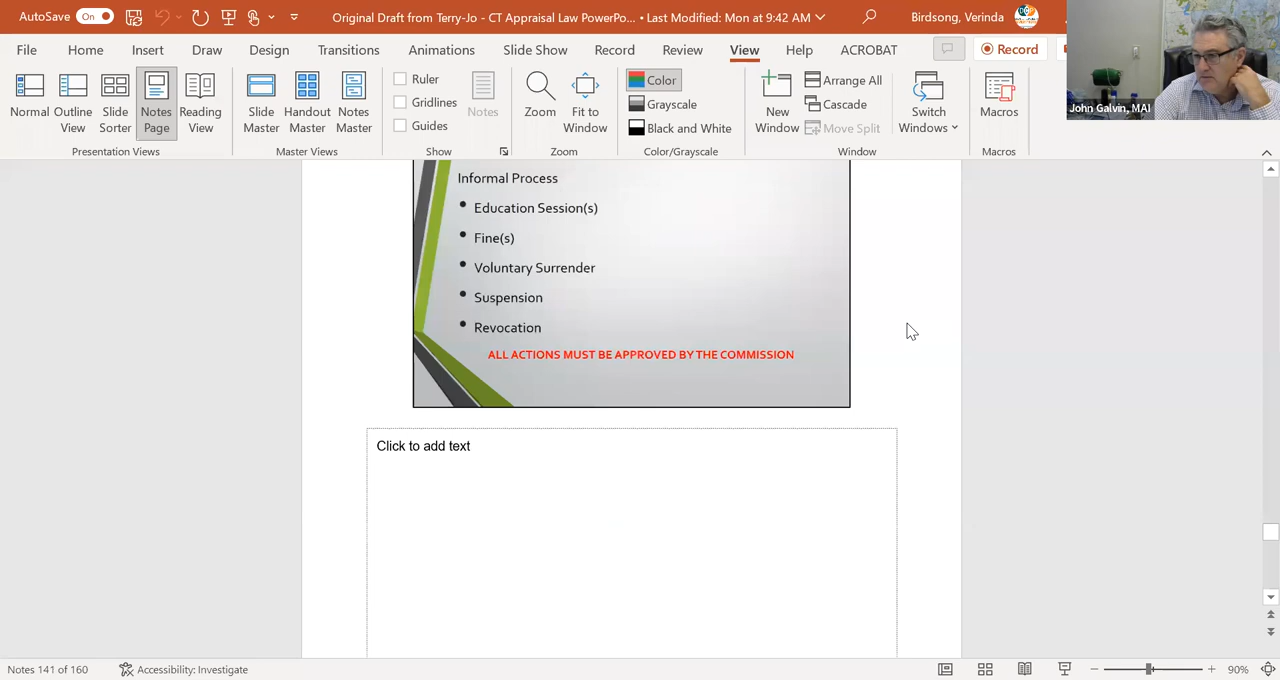 AutoSave On Original Draft from Terry-Jo - CT Appraisal Law PowerPo... • Last Modified: Mon at 9:42 AM Birdsong, Verinda
File Home Insert Draw Design Transitions Animations Slide Show Record Review View Help ACROBAT Record
Normal Outline View Slide Sorter Notes Page Reading View
Presentation Views
Slide Master Handout Master Notes Master
Master Views
Ruler
Gridlines
Guides
Notes
Show
Zoom Fit to Window
Zoom
Color
Grayscale
Black and White
Color/Grayscale
New Window
Arrange All
Cascade
Move Split
Switch Windows
Window
Macros
Macros
John Galvin, MAI
Informal Process
• Education Session(s)
• Fine(s)
• Voluntary Surrender
• Suspension
• Revocation
ALL ACTIONS MUST BE APPROVED BY THE COMMISSION
Click to add text
Notes 141 of 160 Accessibility: Investigate 90%